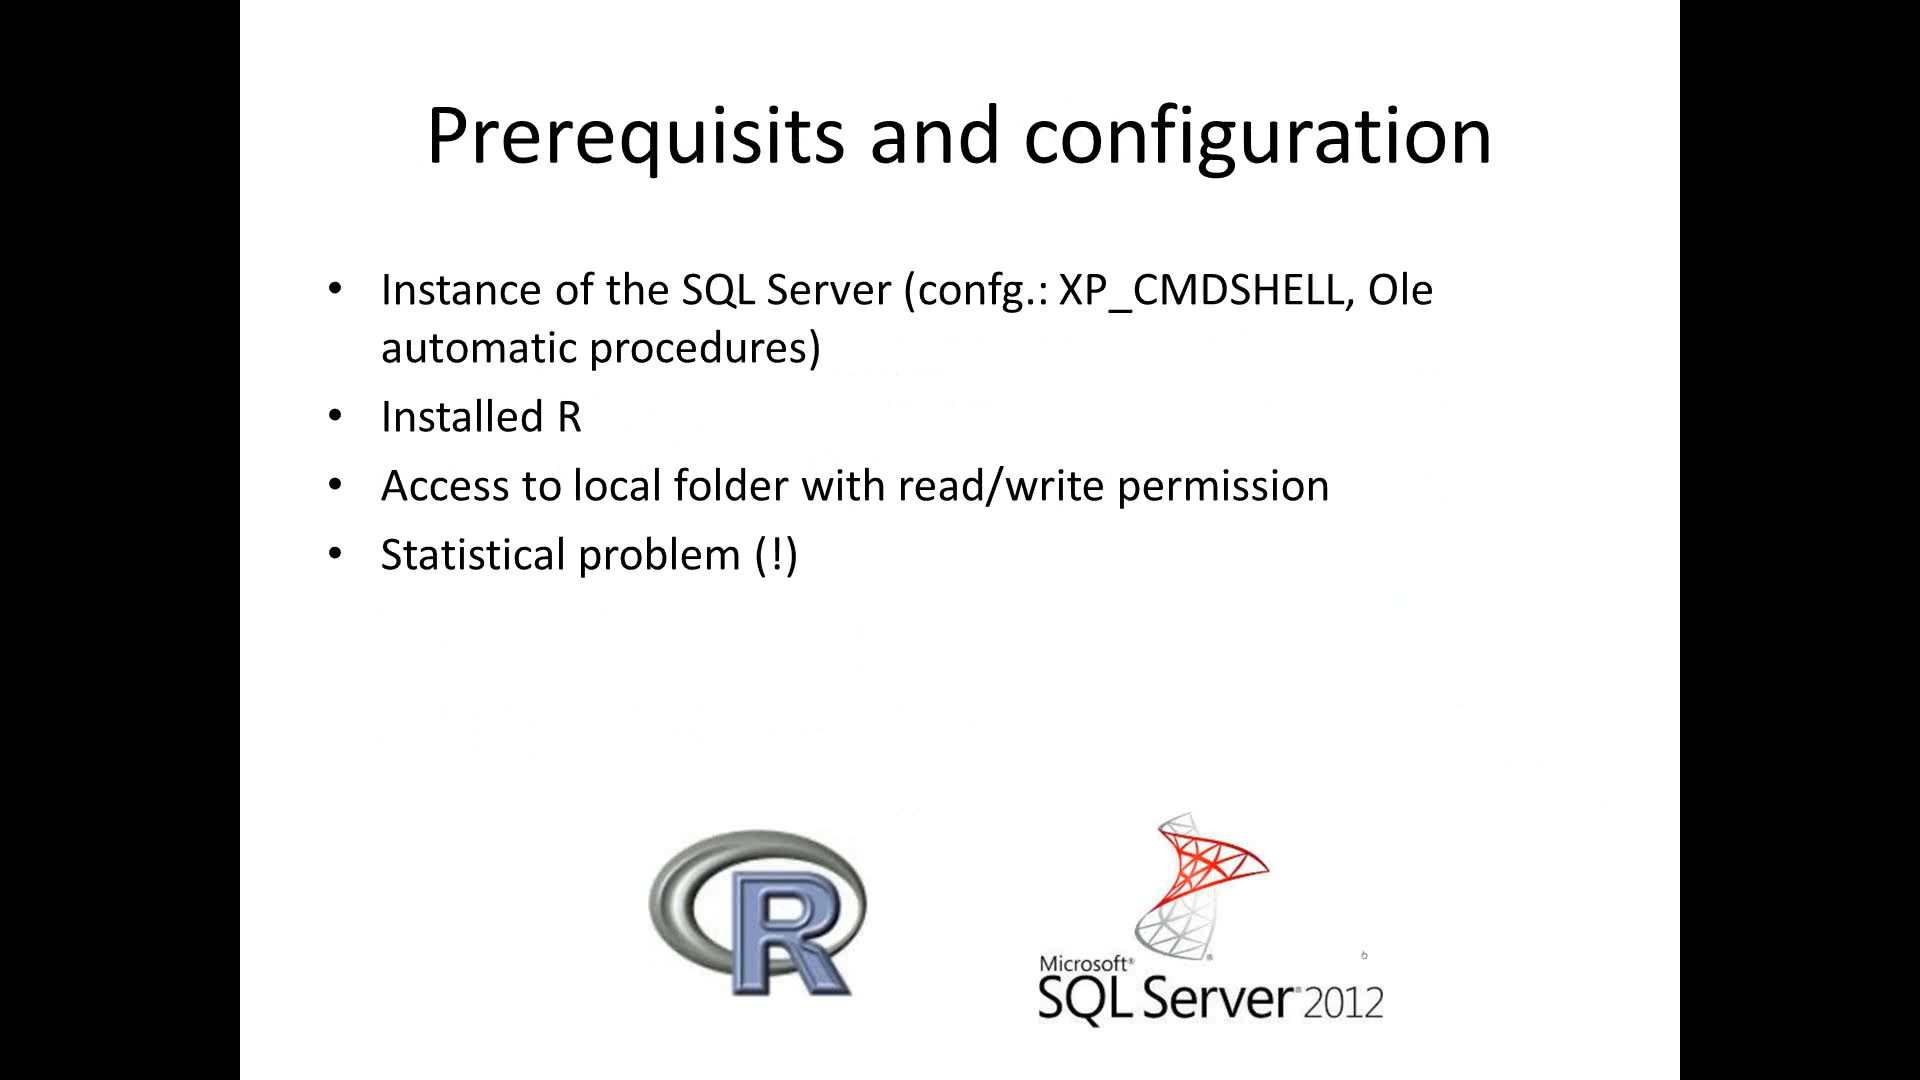 Prerequisits and configuration
• Instance of the SQL Server (confg.: XP_CMDSHELL, Ole
automatic procedures)
• Installed R
• Access to local folder with read/write permission
• Statistical problem (!)
R
Microsoft®
SQL Server® 2012